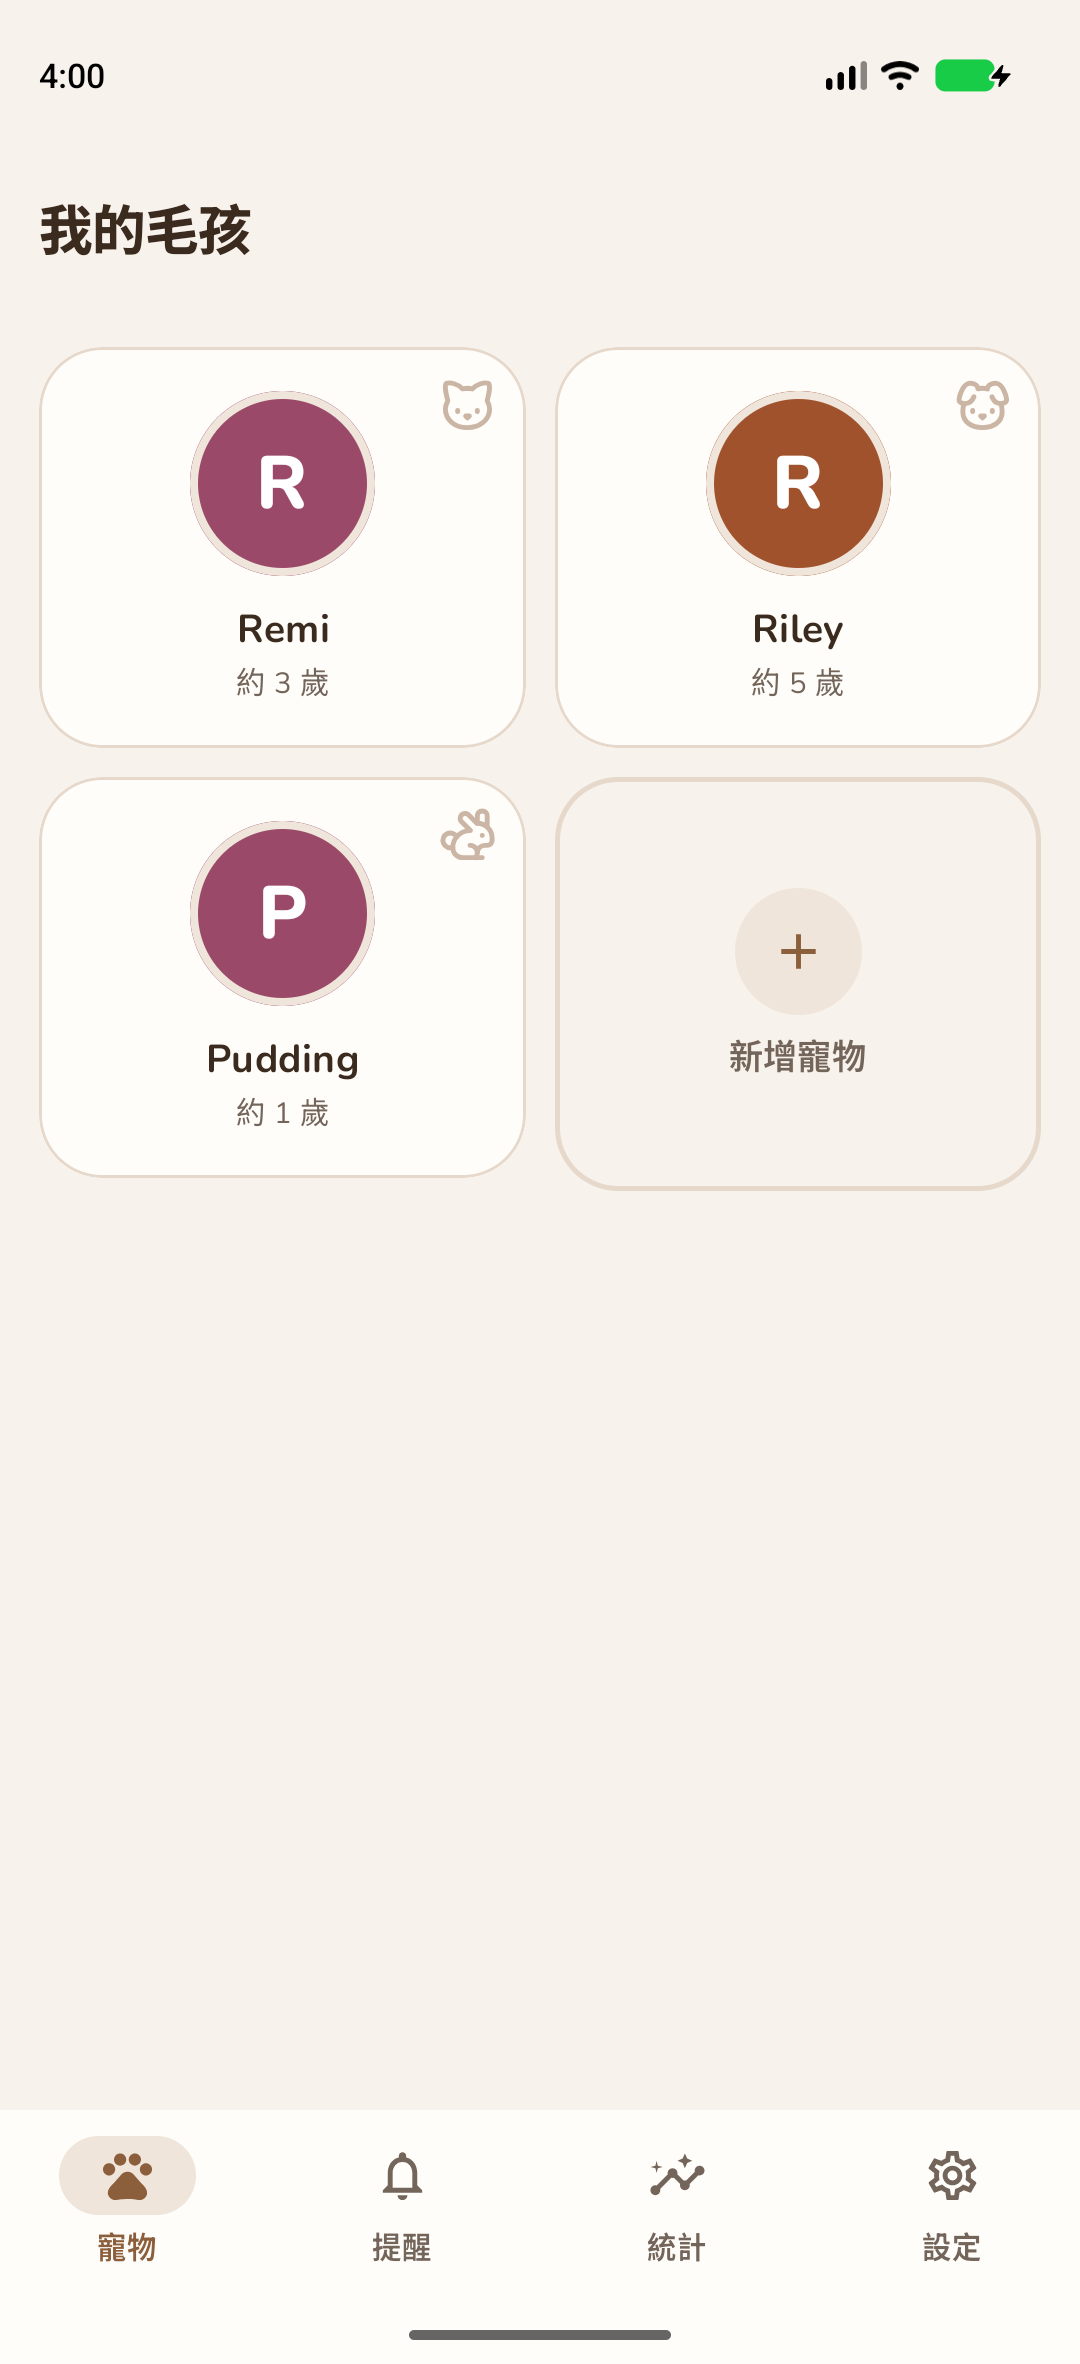 4:00
我的毛孩
R
R
Remi
Riley
約 3 歲
約 5 歲
P
Pudding
約 1 歲
新增寵物
寵物
提醒
統計
設定